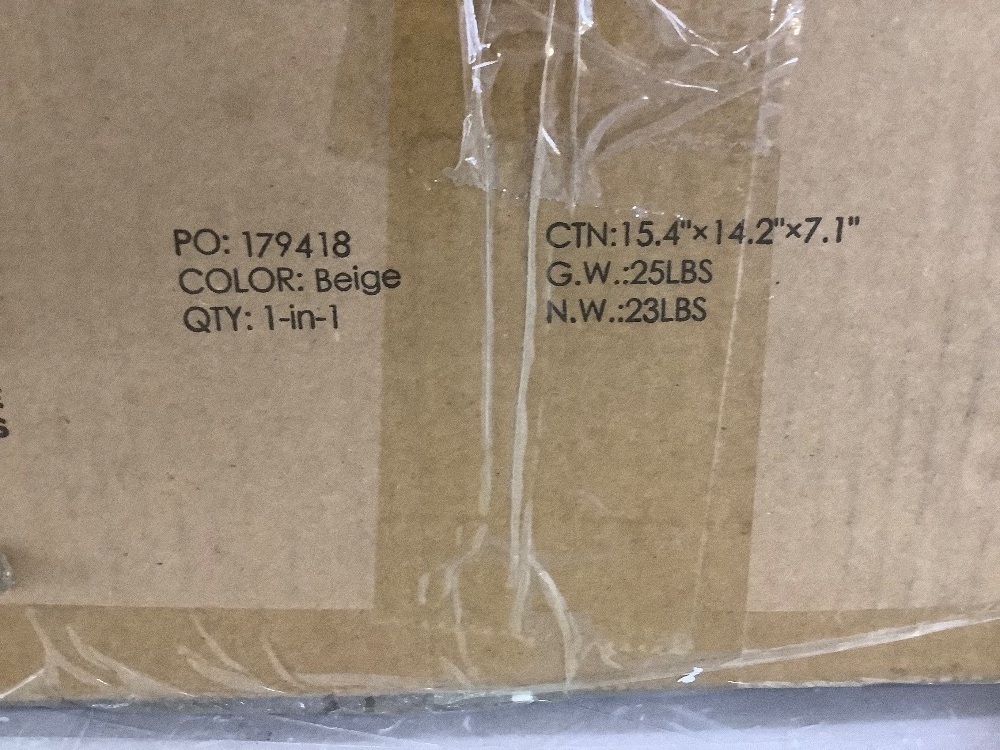 PO: 179418
COLOR: Beige
QTY: 1-in-1
CTN:15.4"×14.2"×7.1"
G.W.:25LBS
N.W.:23LBS